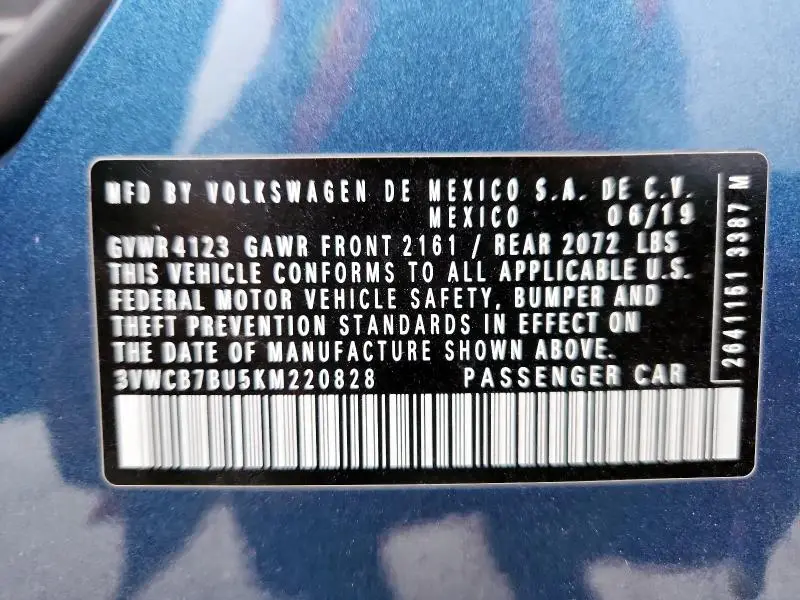 MFD BY VOLKSWAGEN DE MEXICO S.A. DE C.V.
MEXICO 06/19
GVWR4123 GAWR FRONT 2161 / REAR 2072 LBS
THIS VEHICLE CONFORMS TO ALL APPLICABLE U.S.
FEDERAL MOTOR VEHICLE SAFETY, BUMPER AND
THEFT PREVENTION STANDARDS IN EFFECT ON
THE DATE OF MANUFACTURE SHOWN ABOVE.
3VWCB7BU5KM220828 PASSENGER CAR
2641151 3387 M